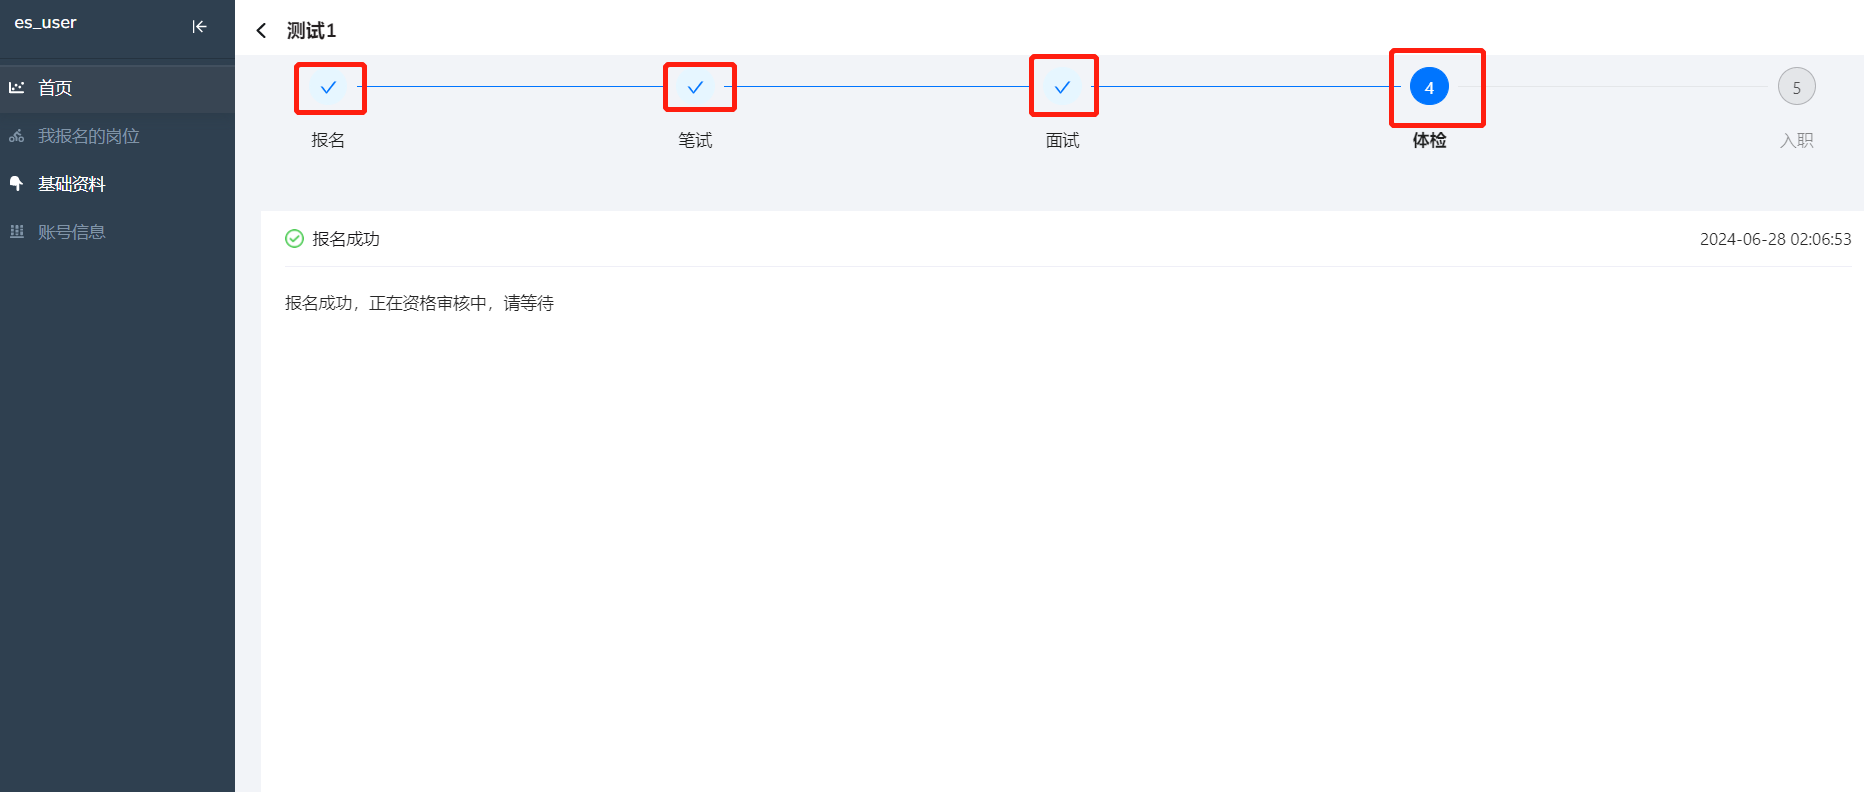 es_user
测试1
首页
我报名的岗位
基础资料
账号信息
4
5
报名
笔试
面试
体检
入职
报名成功
2024-06-28 02:06:53
报名成功，正在资格审核中，请等待